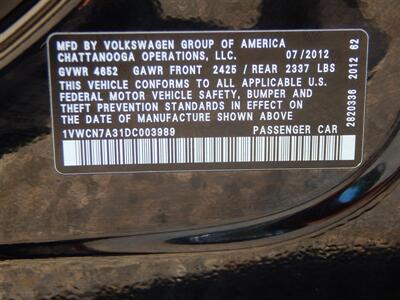 MFD BY VOLKSWAGEN GROUP OF AMERICA
CHATTANOOGA OPERATIONS, LLC. 07/2012
GVWR 4652 GAWR FRONT 2425 / REAR 2337 LBS
THIS VEHICLE CONFORMS TO ALL APPLICABLE U.S.
FEDERAL MOTOR VEHICLE SAFETY, BUMPER AND
THEFT PREVENTION STANDARDS IN EFFECT ON THE
DATE OF MANUFACTURE SHOWN ABOVE
1VWCN7A31DC003989 PASSENGER CAR
2820386 2012 62